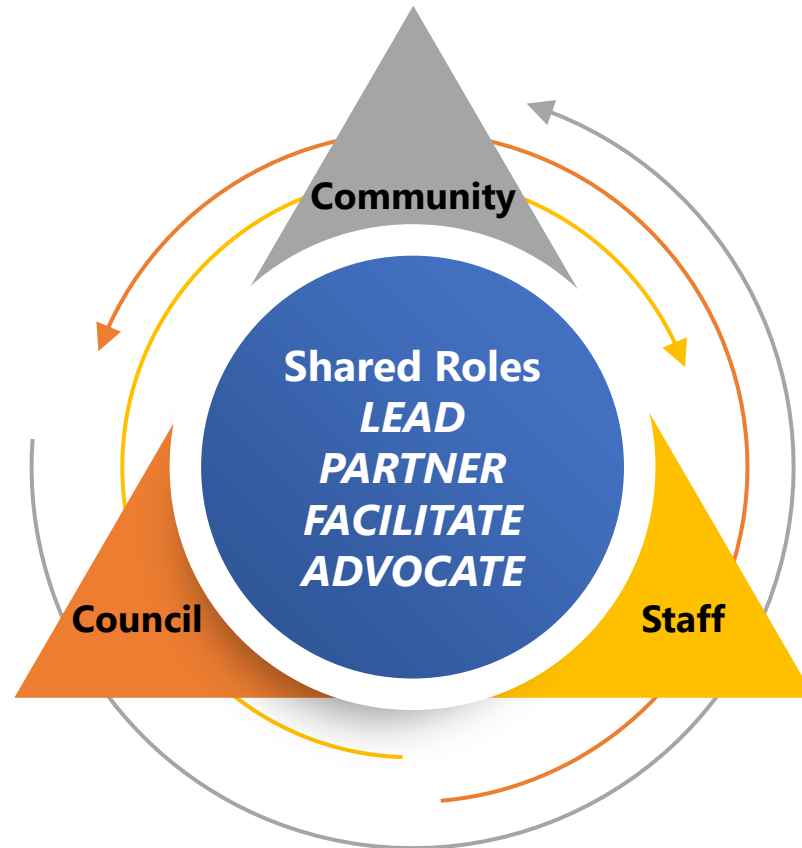 Community
Shared Roles
LEAD
PARTNER
FACILITATE
ADVOCATE
Council
Staff